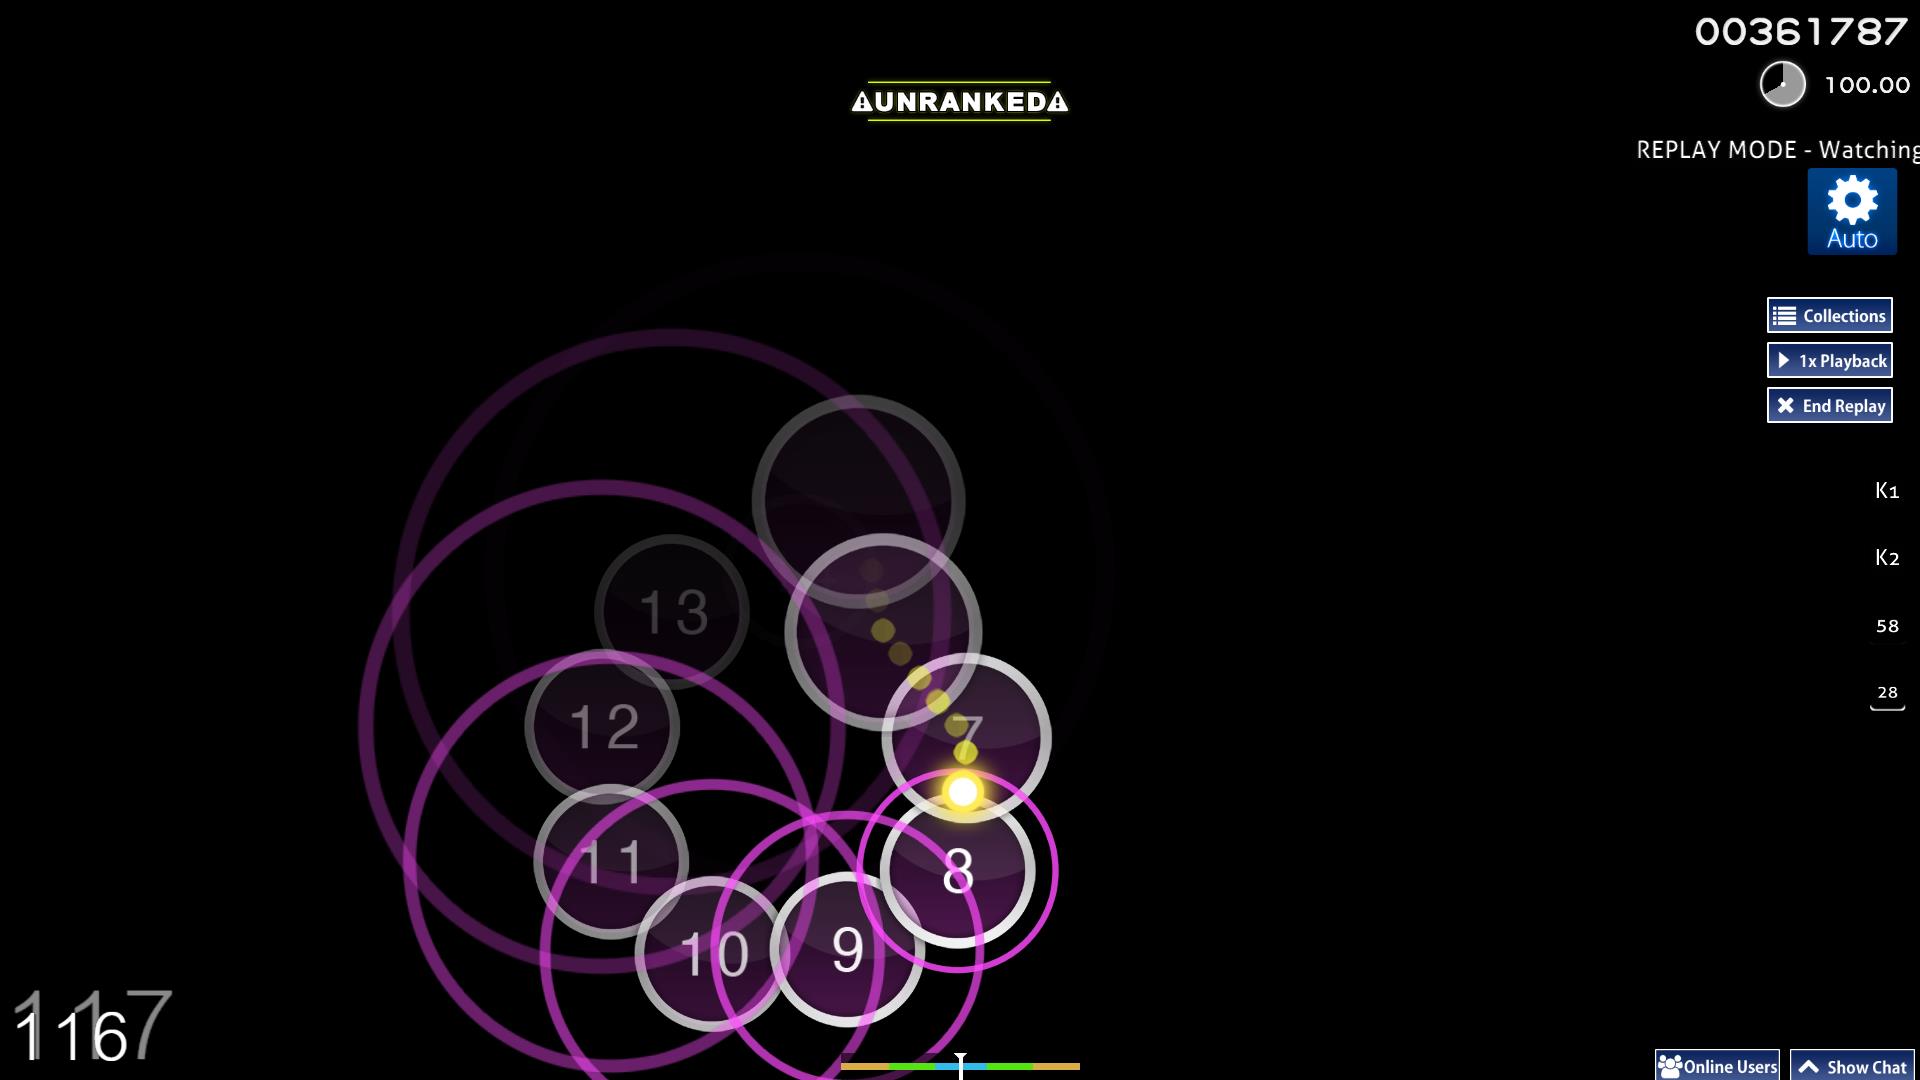 00361787
100.00
UNRANKED
REPLAY MODE - Watching
Auto
Collections
1x Playback
End Replay
K1
K2
58
28
7
8
9
10
11
12
13
117
116
Online Users
Show Chat